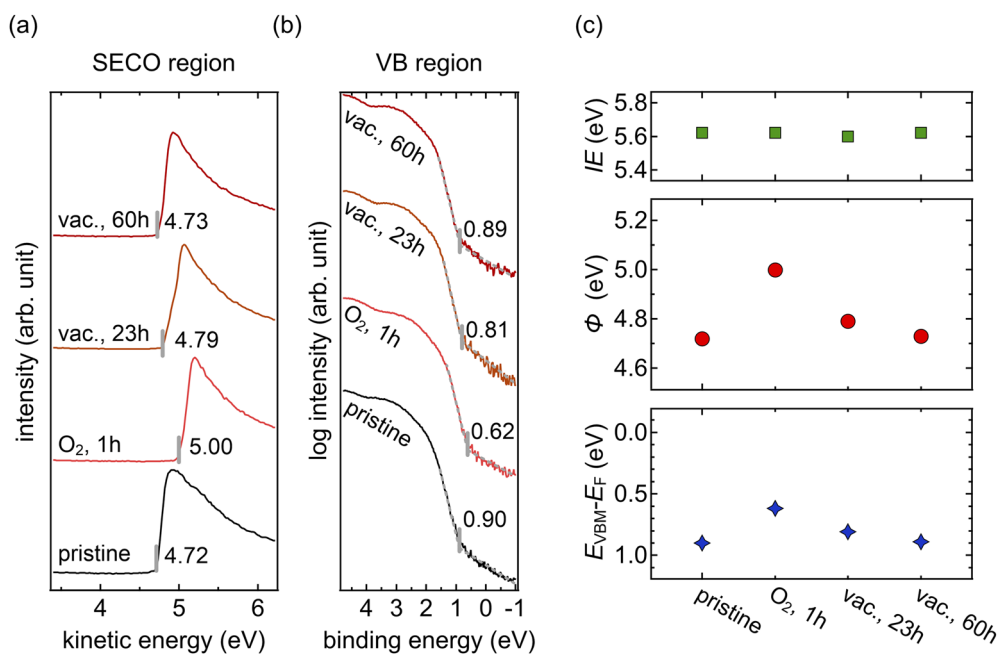 (a)
SECO region
intensity (arb. unit)
vac., 60h
4.73
vac., 23h
4.79
O₂, 1h
5.00
pristine
4.72
4
5
6
kinetic energy (eV)
(b)
VB region
log intensity (arb. unit)
vac., 60h
0.89
vac., 23h
0.81
O₂, 1h
0.62
pristine
0.90
4 3 2 1 0 -1
binding energy (eV)
(c)
IE (eV)
5.8
5.6
5.4
Φ (eV)
5.2
5.0
4.8
4.6
E_VBM-E_F (eV)
0.0
0.5
1.0
pristine
O₂, 1h
vac., 23h
vac., 60h